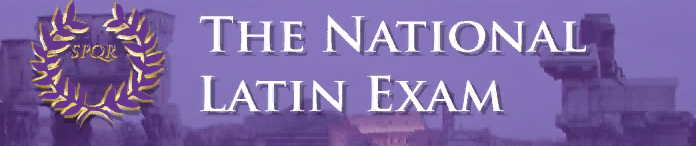 SPQR
The National
Latin Exam